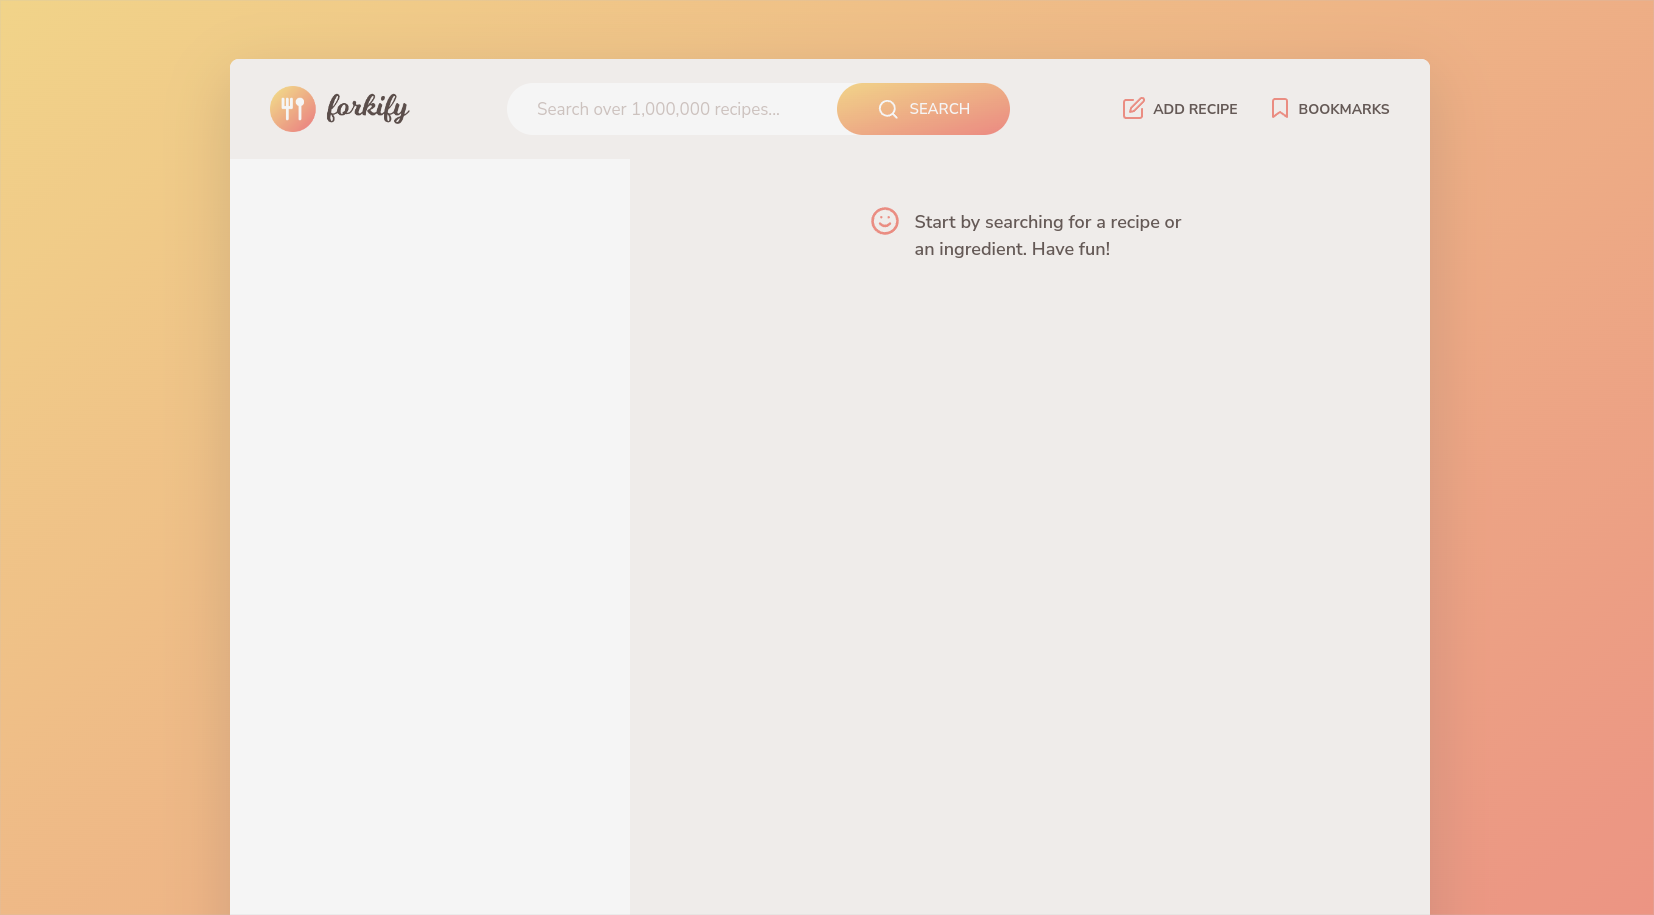 forkify
Search over 1,000,000 recipes...
SEARCH
ADD RECIPE
BOOKMARKS
Start by searching for a recipe or
an ingredient. Have fun!